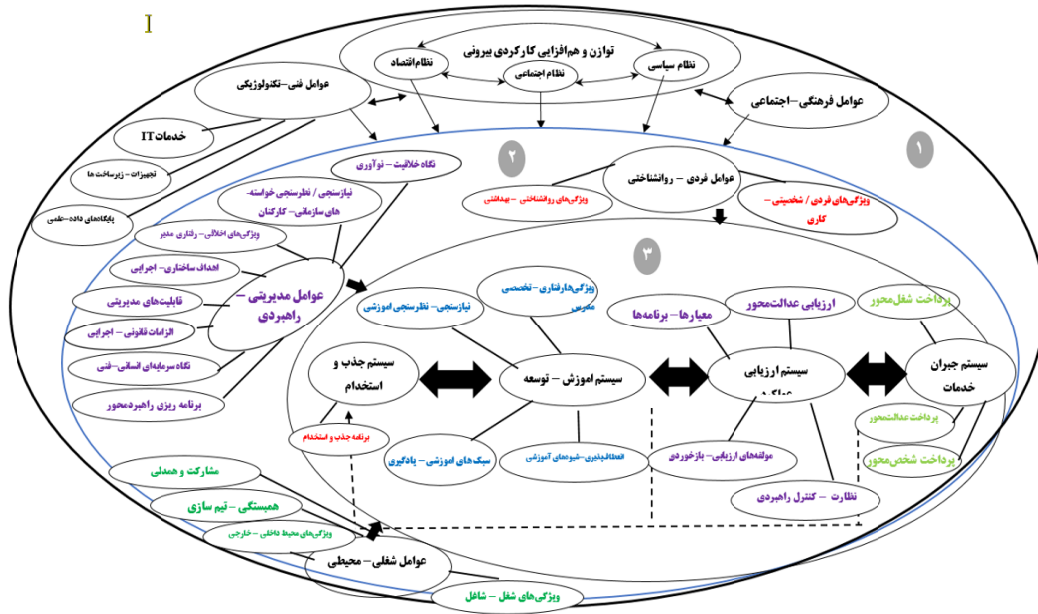 توازن و هم‌افزایی کارکردی بیرونی
نظام سیاسی
نظام اجتماعی
نظام اقتصاد
عوامل فرهنگی – اجتماعی
عوامل فنی – تکنولوژیکی
خدمات IT
تجهیزات – زیرساخت ها
پایگاه‌های داده – علمی
۱
۲
عوامل فردی – روانشناختی
ویژگی‌های فردی / شخصیتی –
کاری
ویژگی‌های روانشناختی – بهداشتی
نگاه خلاقیت – نوآوری
نیازسنجی / نظرسنجی خواسته-
های سازمانی – کارکنان
ویژگی‌های اخلاقی – رفتاری مدیر
اهداف ساختاری – اجرایی
قابلیت‌های مدیریتی
الزامات قانونی – اجرایی
نگاه سرمایه‌ای انسانی – فنی
برنامه ریزی راهبردمحور
عوامل مدیریتی –
راهبردی
۳
پرداخت شغل‌محور
ارزیابی عدالت‌محور
معیارها – برنامه‌ها
ویژگی‌هارفتاری – تخصصی
مدرس
نیازسنجی – نظرسنجی اموزشی
سیستم جبران
خدمات
سیستم ارزیابی
عملکرد
سیستم اموزش – توسعه
سیستم جذب و
استخدام
پرداخت عدالت‌محور
پرداخت شخص‌محور
مولفه‌های ارزیابی – بازخوردی
نظارت – کنترل راهبردی
انعطاف‌پذیری – شیوه‌های آموزشی
سبک های اموزشی – یادگیری
برنامه جذب و استخدام
مشارکت و همدلی
همبستگی – تیم سازی
ویژگی‌های محیط داخلی – خارجی
عوامل شغلی – محیطی
ویژگی‌های شغل – شاغل